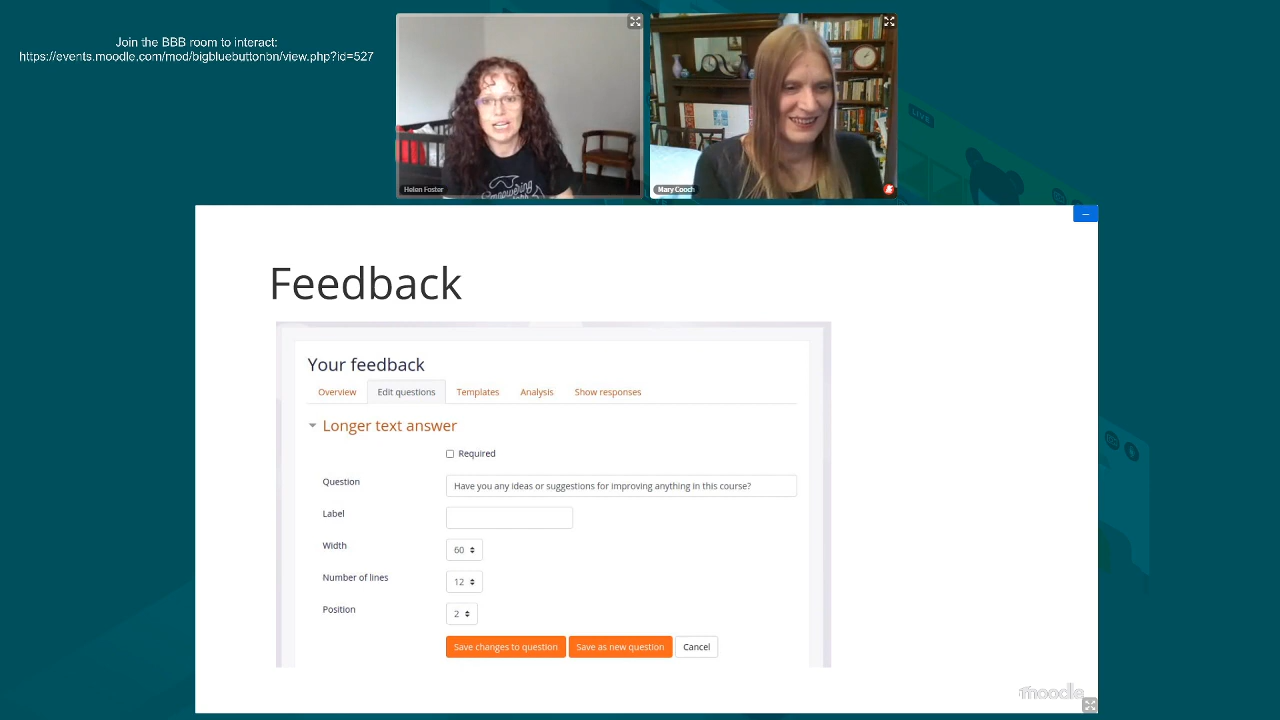 Join the BBB room to interact:
https://events.moodle.com/mod/bigbluebuttonbn/view.php?id=527
LIVE
Empowering
Helen Foster
Mary Cooch
Feedback
Your feedback
Overview Edit questions Templates Analysis Show responses
Longer text answer
Required
Question Have you any ideas or suggestions for improving anything in this course?
Label
Width 60
Number of lines 12
Position 2
Save changes to question Save as new question Cancel
moodle